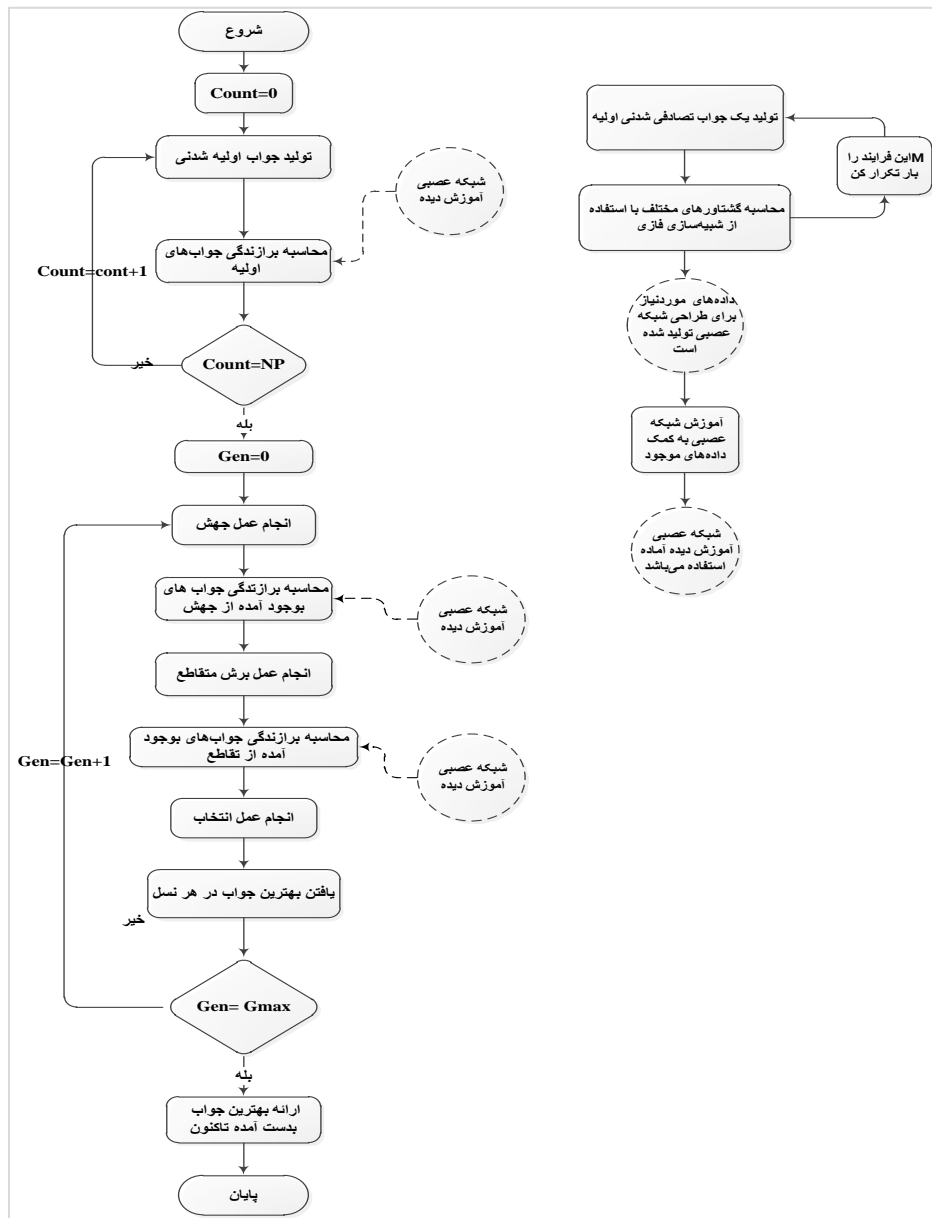 شروع
Count=0
تولید جواب اولیه شدنی
شبکه عصبی
آموزش دیده
محاسبه برازندگی جواب‌های
اولیه
Count=cont+1
Count=NP
خیر
بله
Gen=0
انجام عمل جهش
محاسبه برازتدگی جواب های
بوجود آمده از جهش
شبکه عصبی
آموزش دیده
انجام عمل برش متقاطع
محاسبه برازندگی جواب‌های بوجود
آمده از تقاطع
شبکه عصبی
آموزش دیده
Gen=Gen+1
انجام عمل انتخاب
یافتن بهترین جواب در هر نسل
خیر
Gen= Gmax
بله
ارائه بهترین جواب
بدست آمده تاکنون
پایان
تولید یک جواب تصادفی شدنی اولیه
Mاین فرایند را
بار تکرار کن
محاسبه گشتاورهای مختلف با استفاده
از شبیه‌سازی فازی
داده‌های موردنیاز
برای طراحی شبکه
عصبی تولید شده
است
آموزش شبکه
عصبی به کمک
داده‌های موجود
شبکه عصبی
آموزش دیده آماده
استفاده می‌باشد